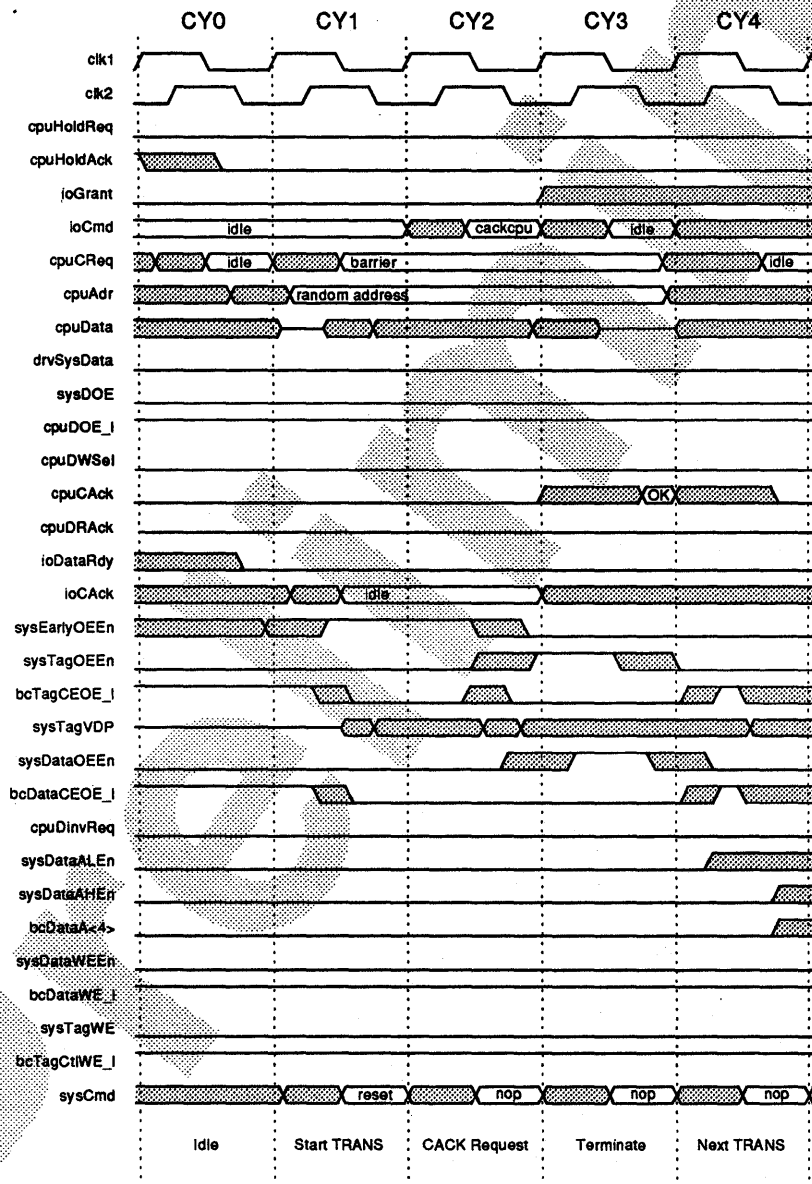 CY0 CY1 CY2 CY3 CY4
clk1
clk2
cpuHoldReq
cpuHoldAck
ioGrant
ioCmd idle cackcpu idle
cpuCReq idle barrier idle
cpuAdr random address
cpuData
drvSysData
sysDOE
cpuDOE_l
cpuDWSel
cpuCAck OK
cpuDRAck
ioDataRdy
ioCAck idle
sysEarlyOEEn
sysTagOEEn
bcTagCEOE_l
sysTagVDP
sysDataOEEn
bcDataCEOE_l
cpuDInvReq
sysDataALEn
sysDataAHEn
bcDataA<4>
sysDataWEEn
bcDataWE_l
sysTagWE
bcTagCtlWE_l
sysCmd reset nop nop nop
Idle Start TRANS CACK Request Terminate Next TRANS